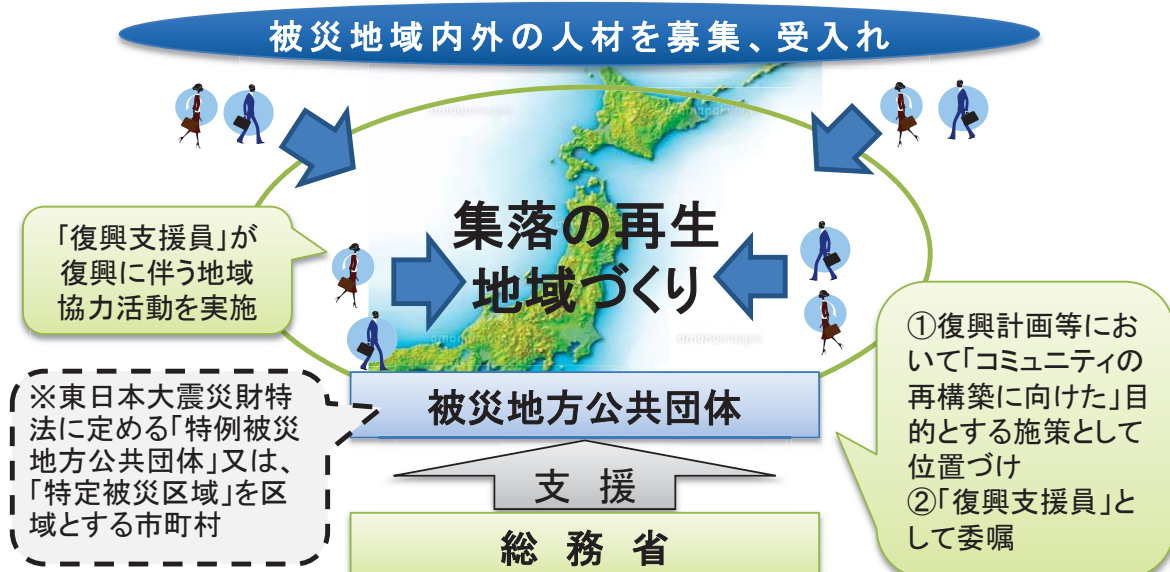 被災地域内外の人材を募集、受入れ
集落の再生
地域づくり
「復興支援員」が
復興に伴う地域
協力活動を実施
※東日本大震災財特
法に定める「特例被災
地方公共団体」又は、
「特定被災区域」を区
域とする市町村
被災地方公共団体
支 援
総 務 省
①復興計画等にお
いて「コミュニティの
再構築に向けた」目
的とする施策として
位置づけ
②「復興支援員」と
して委嘱